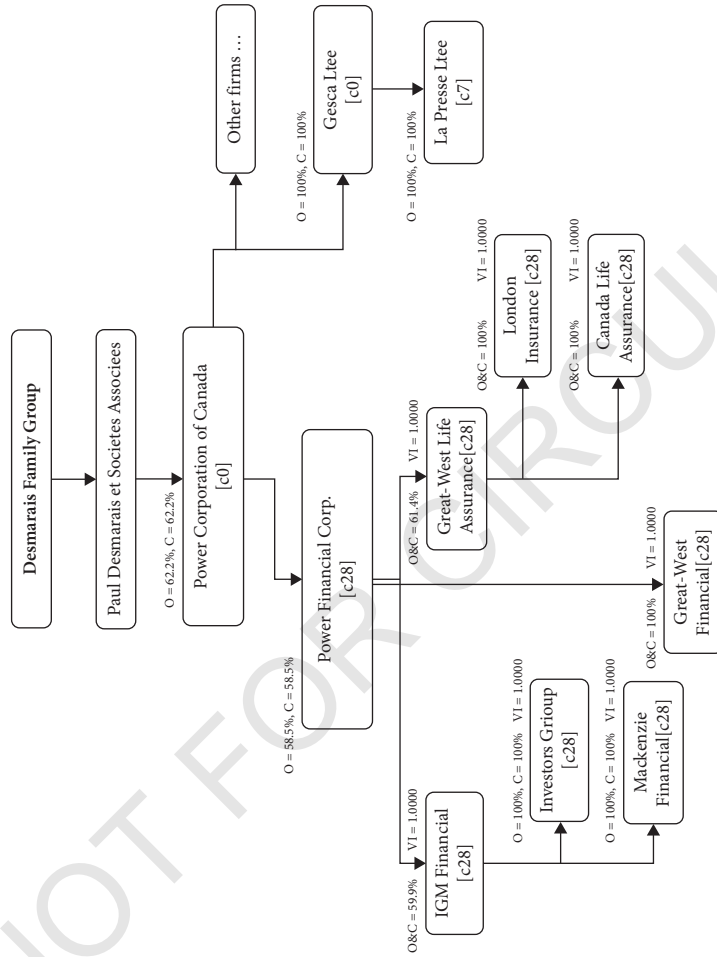 Desmarais Family Group
Paul Desmarais et Societes Associees
O = 62.2%, C = 62.2%
Power Corporation of Canada
[c0]
Other firms …
O = 100%, C = 100%
Gesca Ltee
[c0]
O = 100%, C = 100%
La Presse Ltee
[c7]
O = 58.5%, C = 58.5%
Power Financial Corp.
[c28]
O&C = 59.9% VI = 1.0000
IGM Financial
[c28]
O = 100%, C = 100% VI = 1.0000
Investors Grioup
[c28]
O = 100%, C = 100% VI = 1.0000
Mackenzie
Financial[c28]
O&C = 100% VI = 1.0000
Great-West
Financial[c28]
O&C = 61.4% VI = 1.0000
Great-West Life
Assurance[c28]
O&C = 100% VI = 1.0000
London
Insurance [c28]
O&C = 100% VI = 1.0000
Canada Life
Assurance[c28]
NOT FOR CIRCU